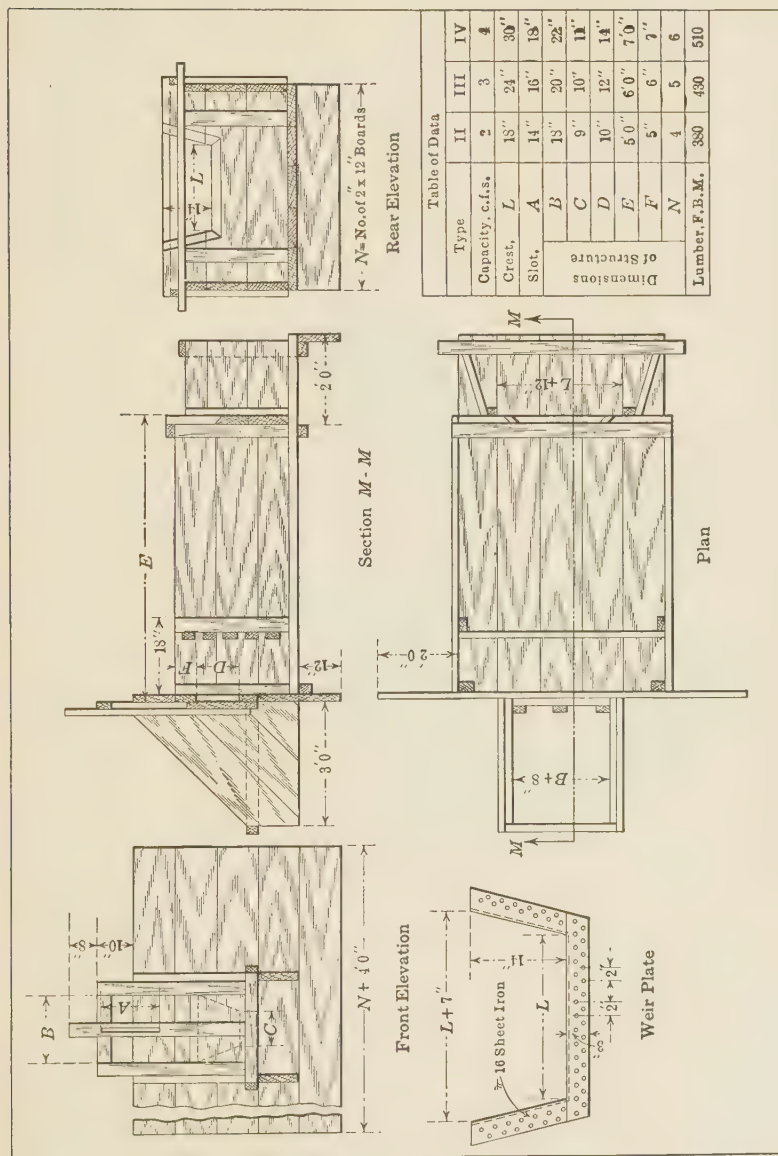 8"
10"
B
A
C
N + 4'0"
Front Elevation
E
18"
F
D
12"
3'0"
2'0"
Section M - M
L
N = No. of 2"x 12" Boards
Rear Elevation
L + 7"
14"
# 16 Sheet Iron
L
3"
2"
2"
Weir Plate
M
M
2'0"
B + 8"
L + 12"
Plan
Table of Data
Type II III IV
Capacity, c.f.s. 2 3 4
Crest, L 18" 24" 30"
Slot, A 14" 16" 18"
Dimensions of Structure
B 18" 20" 22"
C 9" 10" 11"
D 10" 12" 14"
E 5'0" 6'0" 7'0"
F 5" 6" 7"
N 4 5 6
Lumber, F.B.M. 380 430 510